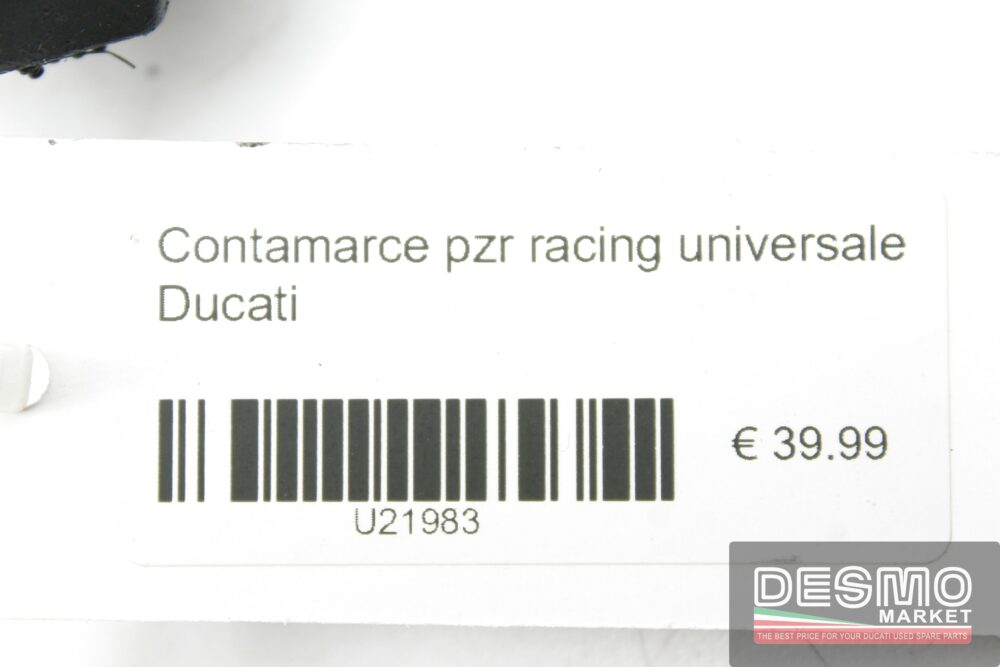 Contamarce pzr racing universale
Ducati
€ 39.99
U21983
DESMO
MARKET
THE BEST PRICE FOR YOUR DUCATI USED SPARE PARTS